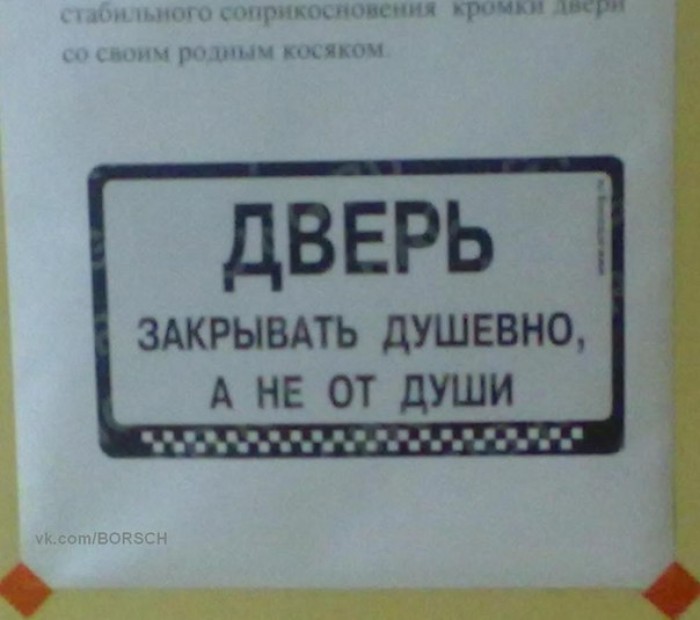 стабильного соприкосновения кромки двери
со своим родным косяком.
ДВЕРЬ
ЗАКРЫВАТЬ ДУШЕВНО,
А НЕ ОТ ДУШИ
vk.com/BORSCH